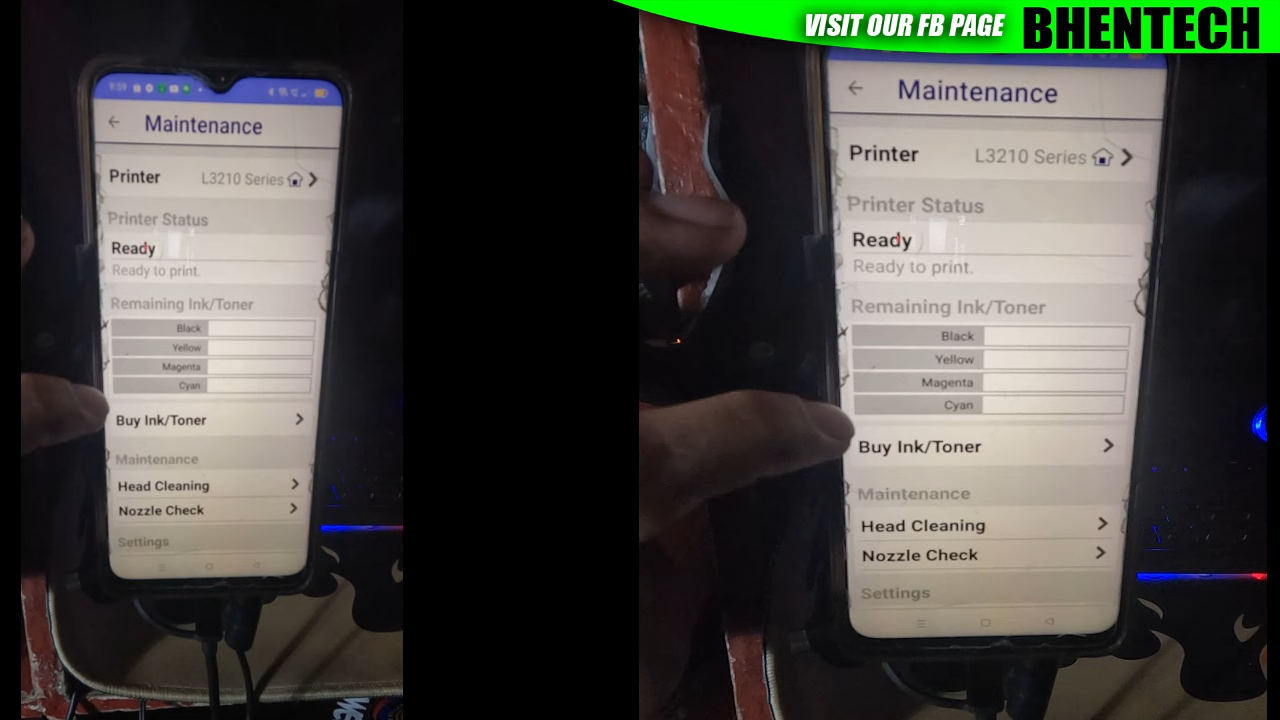 VISIT OUR FB PAGE BHENTECH
9:59
Maintenance
Printer L3210 Series
Printer Status
Ready
Ready to print.
Remaining Ink/Toner
Black
Yellow
Magenta
Cyan
Buy Ink/Toner
Maintenance
Head Cleaning
Nozzle Check
Settings
Maintenance
Printer L3210 Series
Printer Status
Ready
Ready to print.
Remaining Ink/Toner
Black
Yellow
Magenta
Cyan
Buy Ink/Toner
Maintenance
Head Cleaning
Nozzle Check
Settings